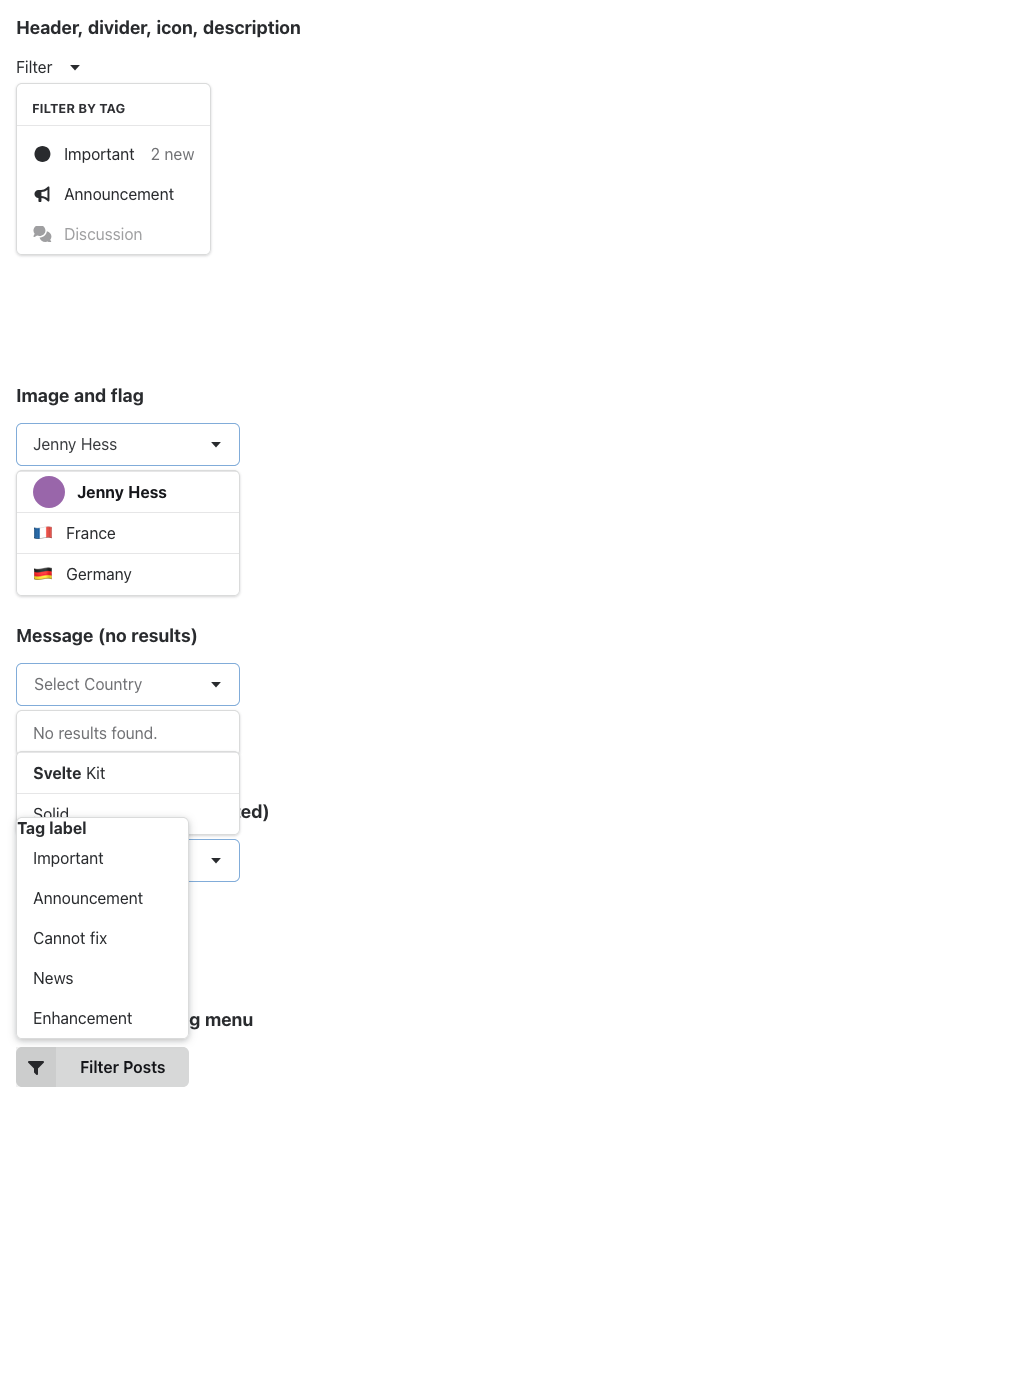 Header, divider, icon, description
Filter
FILTER BY TAG
Important 2 new
Announcement
Discussion
Image and flag
Jenny Hess
Jenny Hess
France
Germany
Message (no results)
Select Country
No results found.
Svelte Kit
Solid
ed)
Tag label
Important
Announcement
Cannot fix
News
Enhancement
g menu
Filter Posts